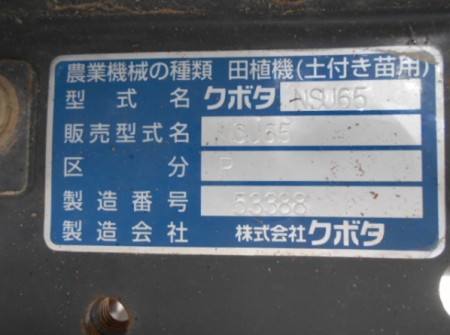 農業機械の種類 田植機(土付き苗用)
型式名 クボタ NSU65
販売型式名 NSU65
区分 P
製造番号 53388
製造会社 株式会社クボタ